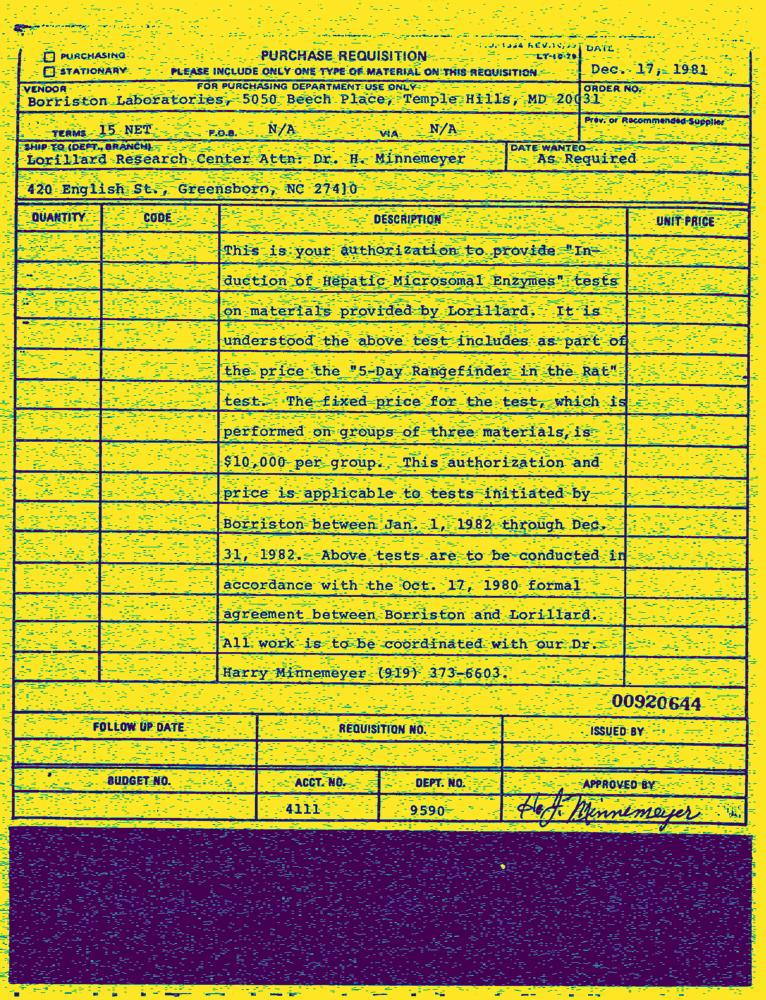 PURCHASING
PURCHASE REQUISITION
DATE
STATIONARY
PLEASE INCLUDE ONLY ONE TYPE OF MATERIAL ON THIS REQUISITION
Dec. 17, 1981
VENDOR
FOR PURCHASING DEPARTMENT USE ONLY
ORDER NO.
Borriston Laboratories, 5050 Beech Place, Temple Hills, MD 20031
Prev. or Recommended Supplier
TERMS 15 NET F.O.B. N/A VIA N/A
SHIP TO (DEPT., BRANCH)
DATE WANTED
Lorillard Research Center Attn: Dr. H. Minnemeyer
As Required
420 English St., Greensboro, NC 27410
QUANTITY CODE DESCRIPTION UNIT PRICE
This is your authorization to provide "In-
duction of Hepatic Microsomal Enzymes" tests
on materials provided by Lorillard. It is
understood the above test includes as part of
the price the "5-Day Rangefinder in the Rat"
test. The fixed price for the test, which is
performed on groups of three materials, is
$10,000 per group. This authorization and
price is applicable to tests initiated by
Borriston between Jan. 1, 1982 through Dec.
31, 1982. Above tests are to be conducted in
accordance with the Oct. 17, 1980 formal
agreement between Borriston and Lorillard.
All work is to be coordinated with our Dr.
Harry Minnemeyer (919) 373-6603.
00920644
FOLLOW UP DATE REQUISITION NO. ISSUED BY
BUDGET NO. ACCT. NO. DEPT. NO. APPROVED BY
4111 9590 H. J. Minnemeyer